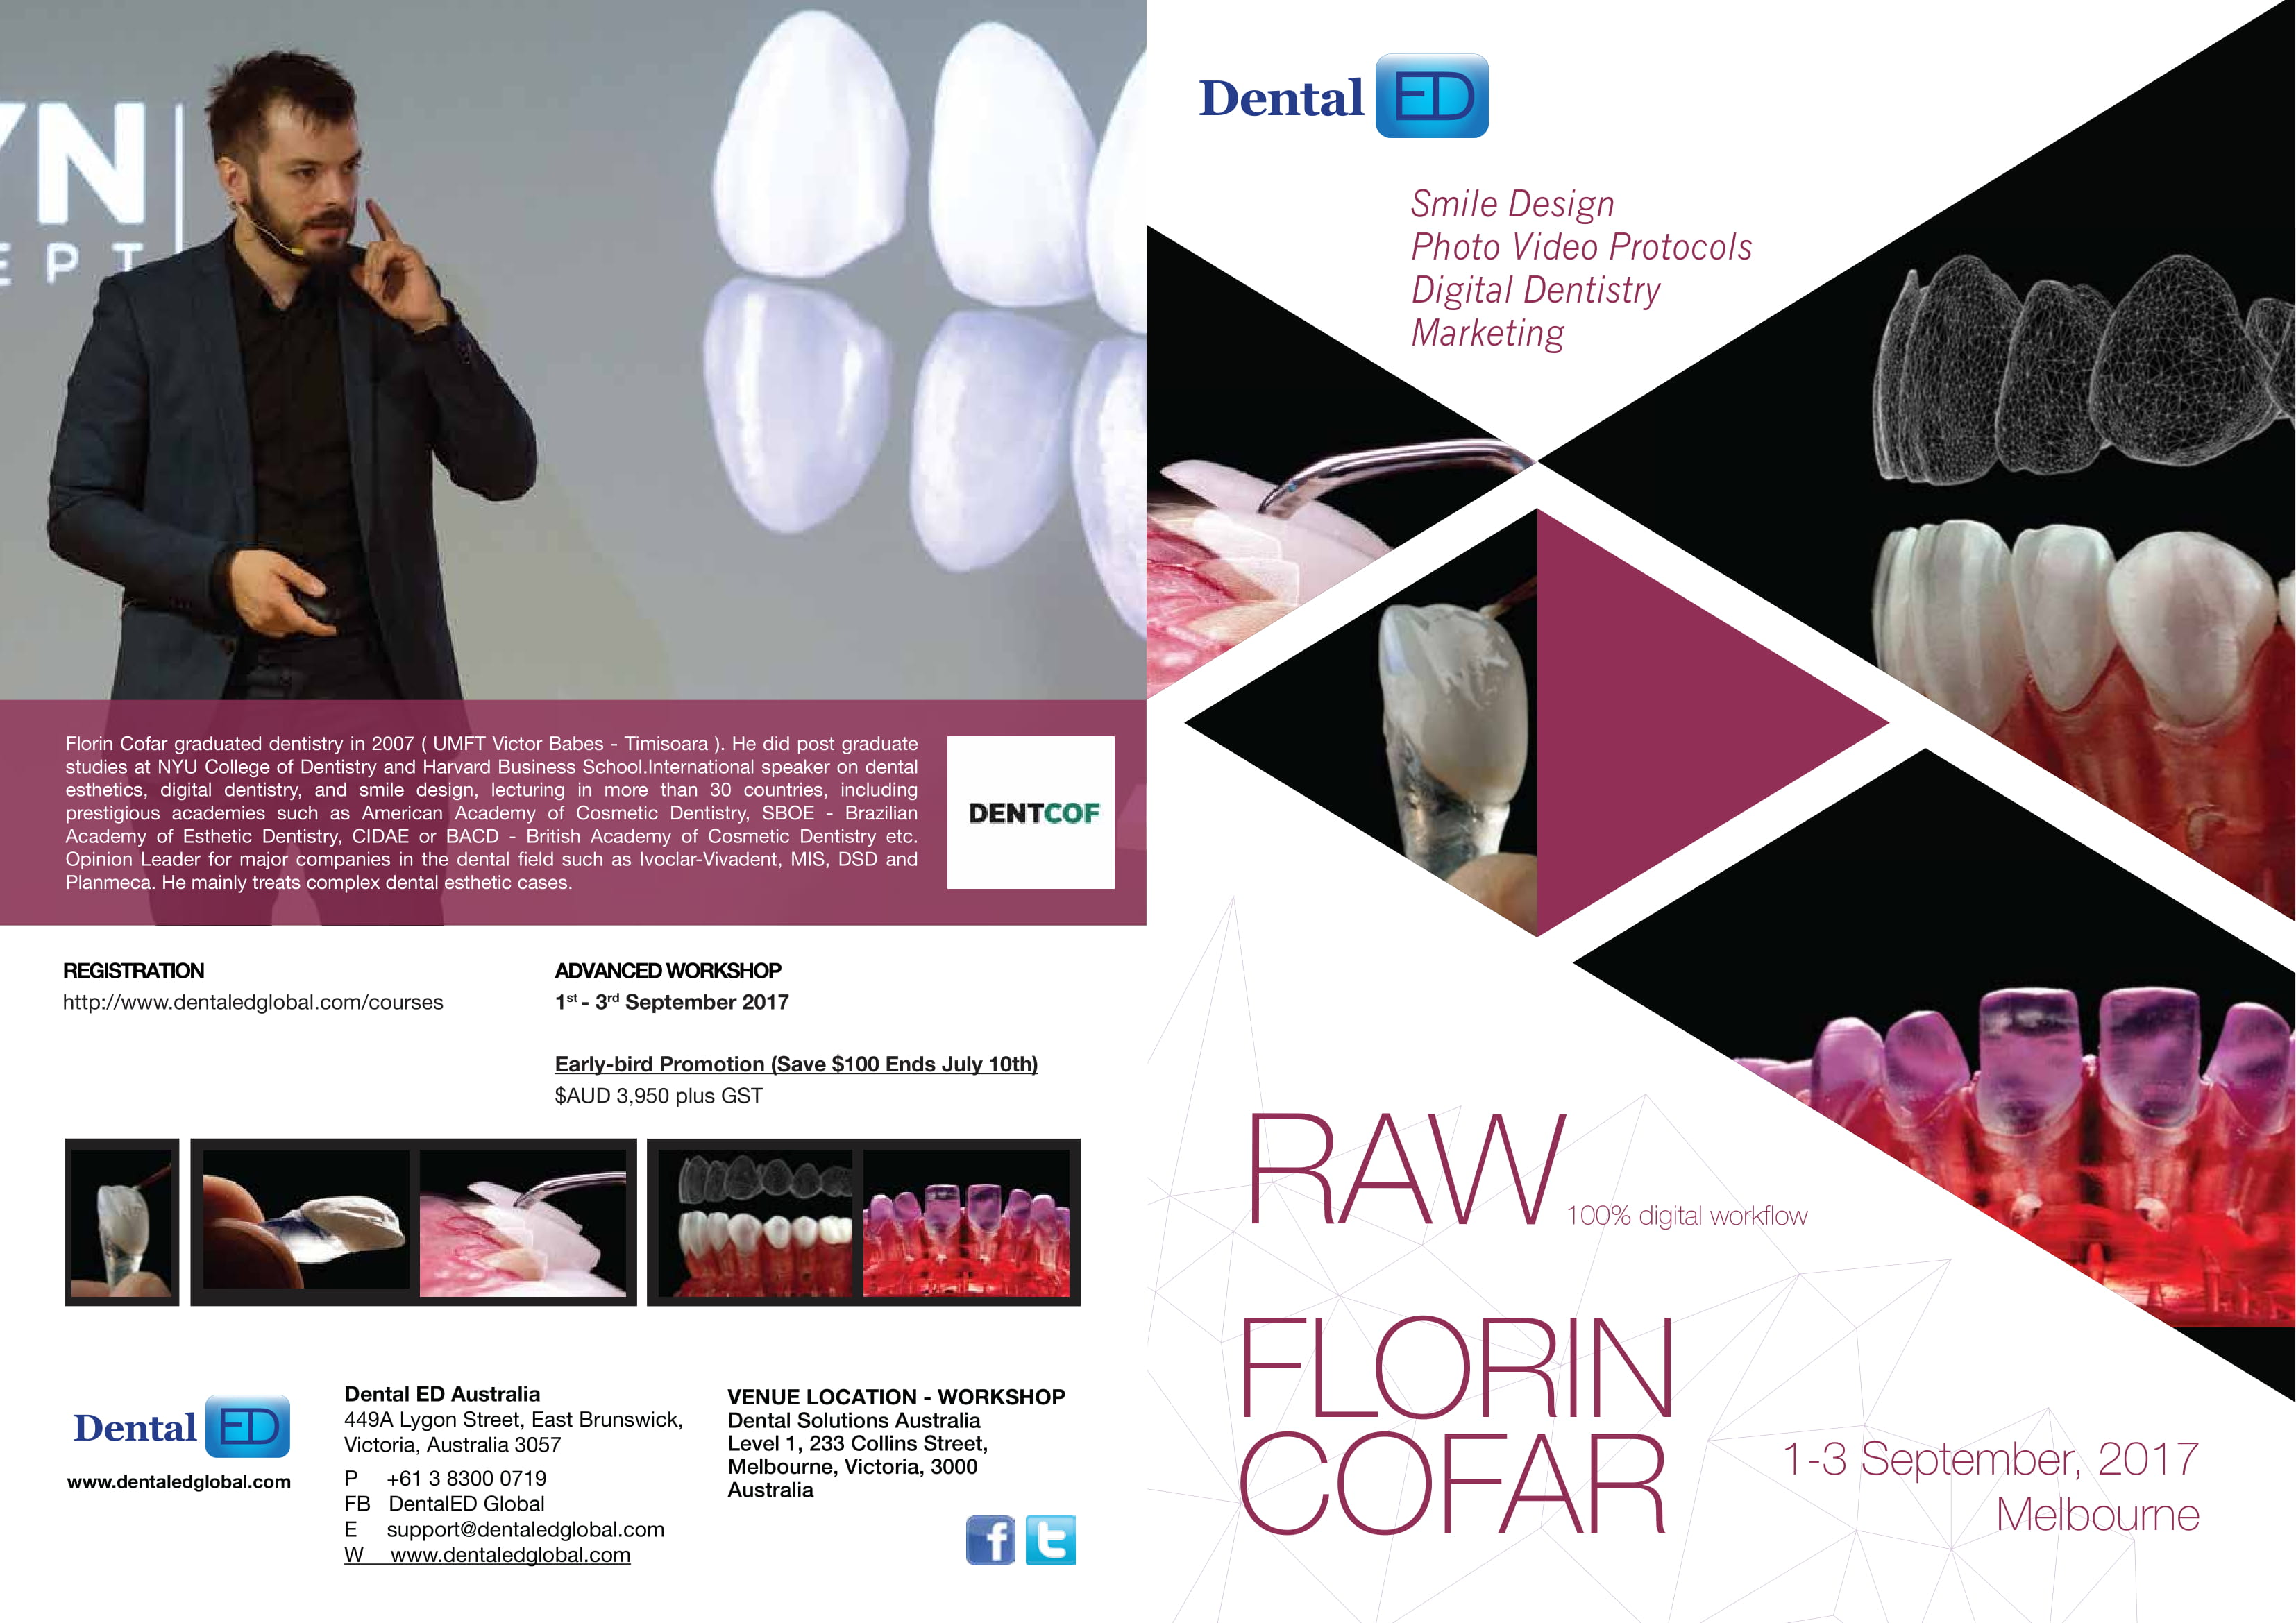 YN
EPT
Florin Cofar graduated dentistry in 2007 ( UMFT Victor Babes - Timisoara ). He did post graduate
studies at NYU College of Dentistry and Harvard Business School.International speaker on dental
esthetics, digital dentistry, and smile design, lecturing in more than 30 countries, including
prestigious academies such as American Academy of Cosmetic Dentistry, SBOE - Brazilian
Academy of Esthetic Dentistry, CIDAE or BACD - British Academy of Cosmetic Dentistry etc.
Opinion Leader for major companies in the dental field such as Ivoclar-Vivadent, MIS, DSD and
Planmeca. He mainly treats complex dental esthetic cases.
DENTCOF
REGISTRATION
http://www.dentaledglobal.com/courses
ADVANCED WORKSHOP
1st - 3rd September 2017
Early-bird Promotion (Save $100 Ends July 10th)
$AUD 3,950 plus GST
Dental ED
www.dentaledglobal.com
Dental ED Australia
449A Lygon Street, East Brunswick,
Victoria, Australia 3057
P +61 3 8300 0719
FB DentalED Global
E support@dentaledglobal.com
W www.dentaledglobal.com
VENUE LOCATION - WORKSHOP
Dental Solutions Australia
Level 1, 233 Collins Street,
Melbourne, Victoria, 3000
Australia
f t
Dental ED
Smile Design
Photo Video Protocols
Digital Dentistry
Marketing
RAW 100% digital workflow
FLORIN
COFAR
1-3 September, 2017
Melbourne